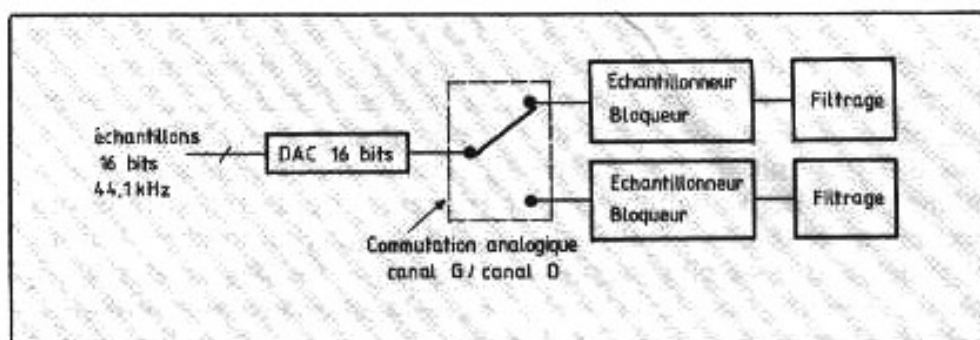 échantillons
16 bits
44,1 kHz
DAC 16 bits
Commutation analogique
canal G / canal D
Echantillonneur
Bloqueur
Filtrage
Echantillonneur
Bloqueur
Filtrage